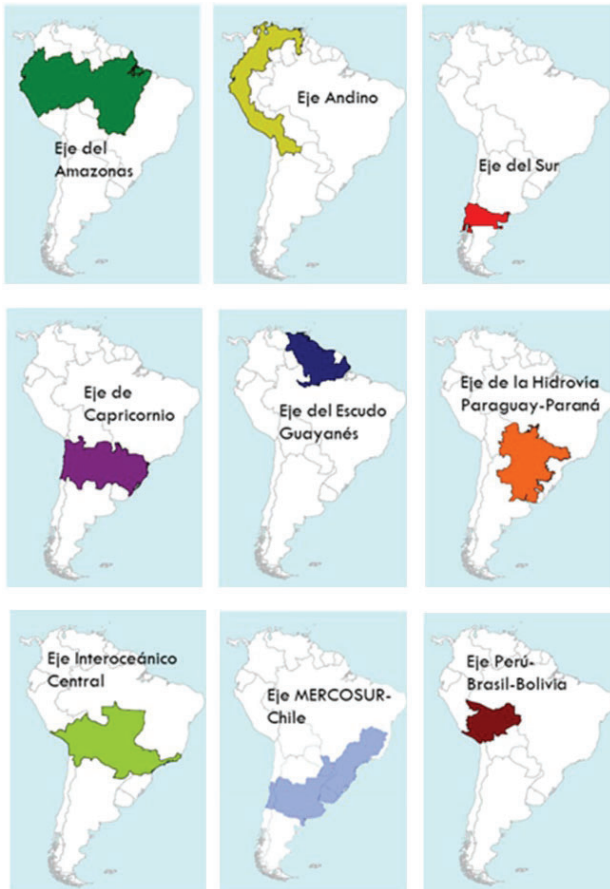 Eje del
Amazonas
Eje Andino
Eje del Sur
Eje de
Capricornio
Eje del Escudo
Guayanés
Eje de la Hidrovía
Paraguay-Paraná
Eje Interoceánico
Central
Eje MERCOSUR-
Chile
Eje Perú-
Brasil-Bolivia